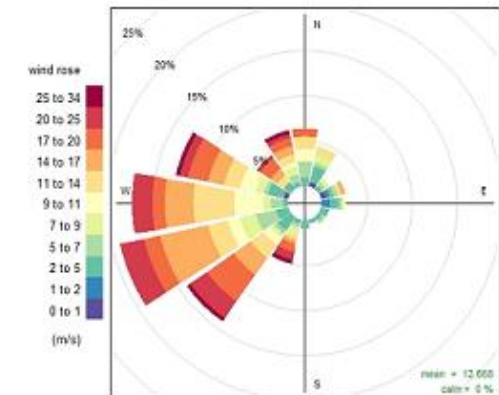 N
25%
20%
15%
10%
5%
wind rose
25 to 34
20 to 25
17 to 20
14 to 17
11 to 14
9 to 11
7 to 9
5 to 7
2 to 5
1 to 2
0 to 1
(m/s)
W
E
S
mean = 12.668
calm = 0 %